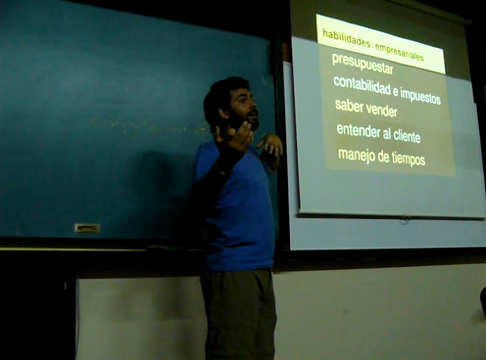 habilidades: empresariales
presupuestar
contabilidad e impuestos
saber vender
entender al cliente
manejo de tiempos